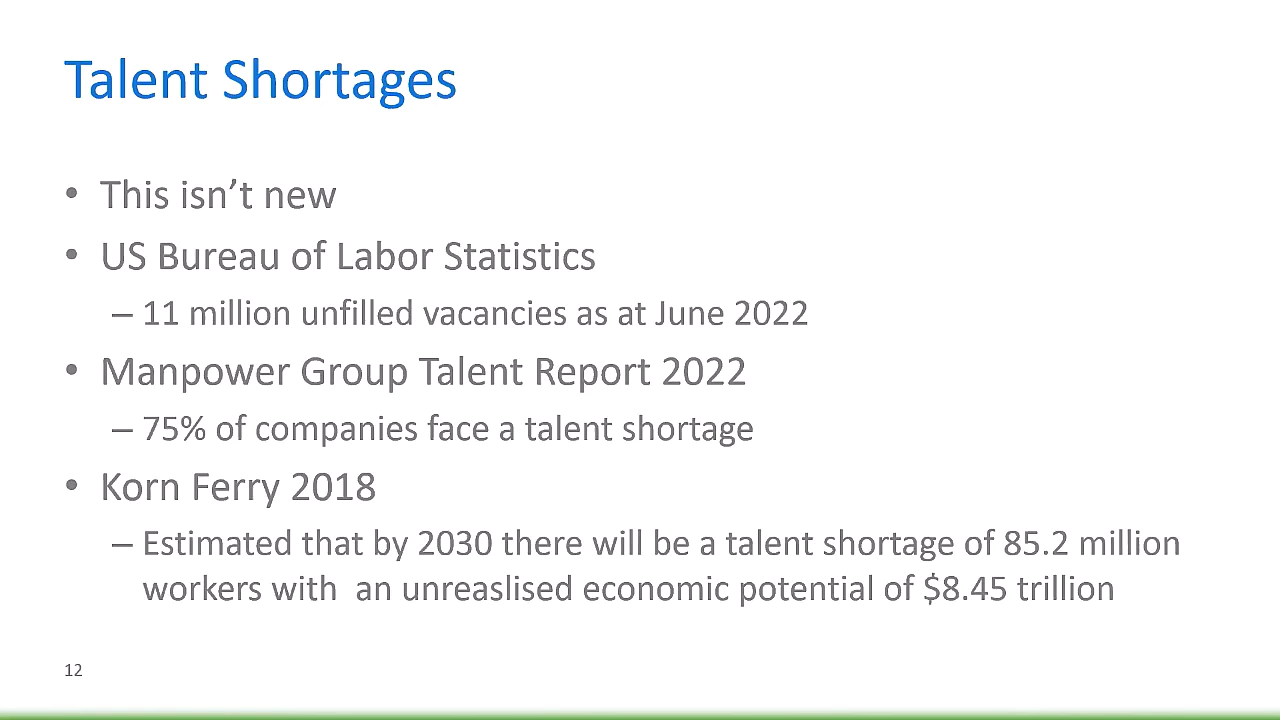 Talent Shortages
• This isn’t new
• US Bureau of Labor Statistics
– 11 million unfilled vacancies as at June 2022
• Manpower Group Talent Report 2022
– 75% of companies face a talent shortage
• Korn Ferry 2018
– Estimated that by 2030 there will be a talent shortage of 85.2 million
workers with  an unreaslised economic potential of $8.45 trillion
12